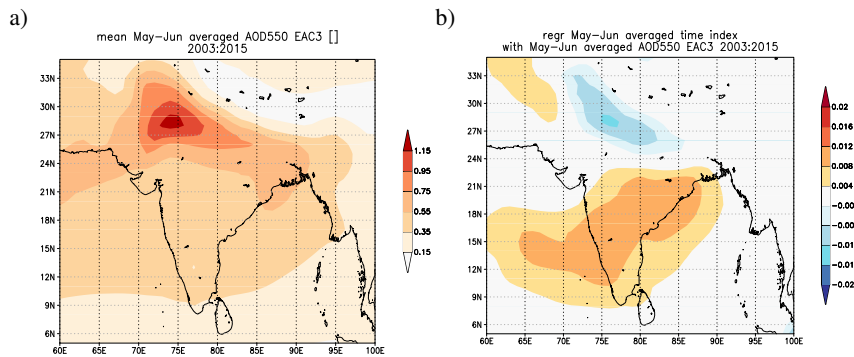 a)
mean May-Jun averaged AOD550 EAC3 []
2003:2015
33N
30N
27N
24N
21N
18N
15N
12N
9N
6N
60E 65E 70E 75E 80E 85E 90E 95E 100E
1.15
0.95
0.75
0.55
0.35
0.15
b)
regr May-Jun averaged time index
with May-Jun averaged AOD550 EAC3 2003:2015
33N
30N
27N
24N
21N
18N
15N
12N
9N
6N
60E 65E 70E 75E 80E 85E 90E 95E 100E
0.02
0.016
0.012
0.008
0.004
-0.01
-0.01
-0.02